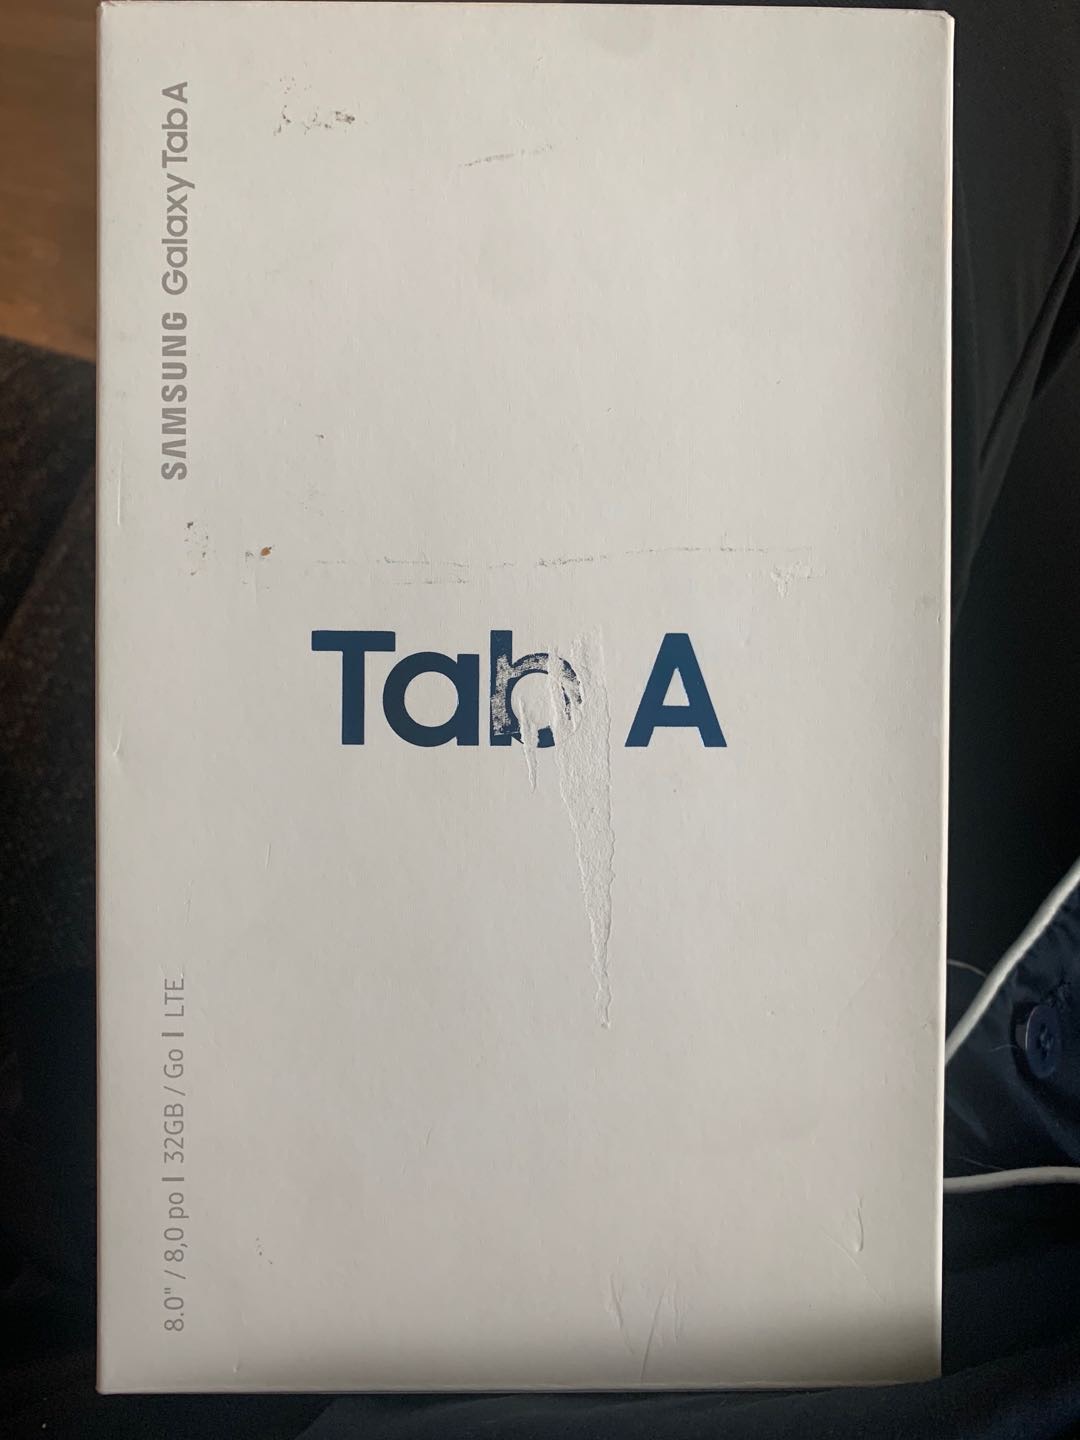 SAMSUNG Galaxy Tab A
Tab A
8.0" / 8,0 po | 32GB / Go | LTE